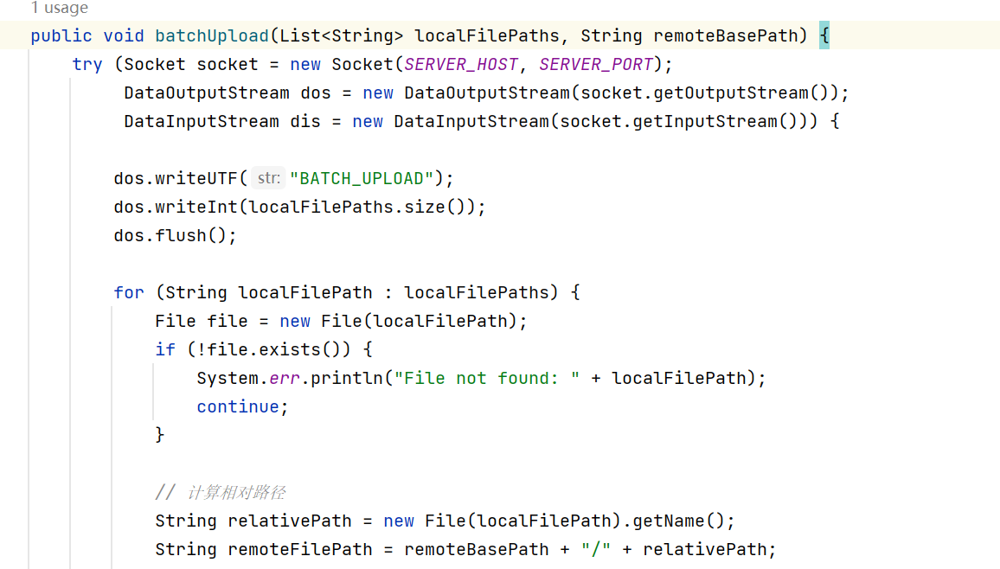 1 usage
public void batchUpload(List<String> localFilePaths, String remoteBasePath) {
try (Socket socket = new Socket(SERVER_HOST, SERVER_PORT);
DataOutputStream dos = new DataOutputStream(socket.getOutputStream());
DataInputStream dis = new DataInputStream(socket.getInputStream())) {
dos.writeUTF( str: "BATCH_UPLOAD");
dos.writeInt(localFilePaths.size());
dos.flush();
for (String localFilePath : localFilePaths) {
File file = new File(localFilePath);
if (!file.exists()) {
System.err.println("File not found: " + localFilePath);
continue;
}
// 计算相对路径
String relativePath = new File(localFilePath).getName();
String remoteFilePath = remoteBasePath + "/" + relativePath;